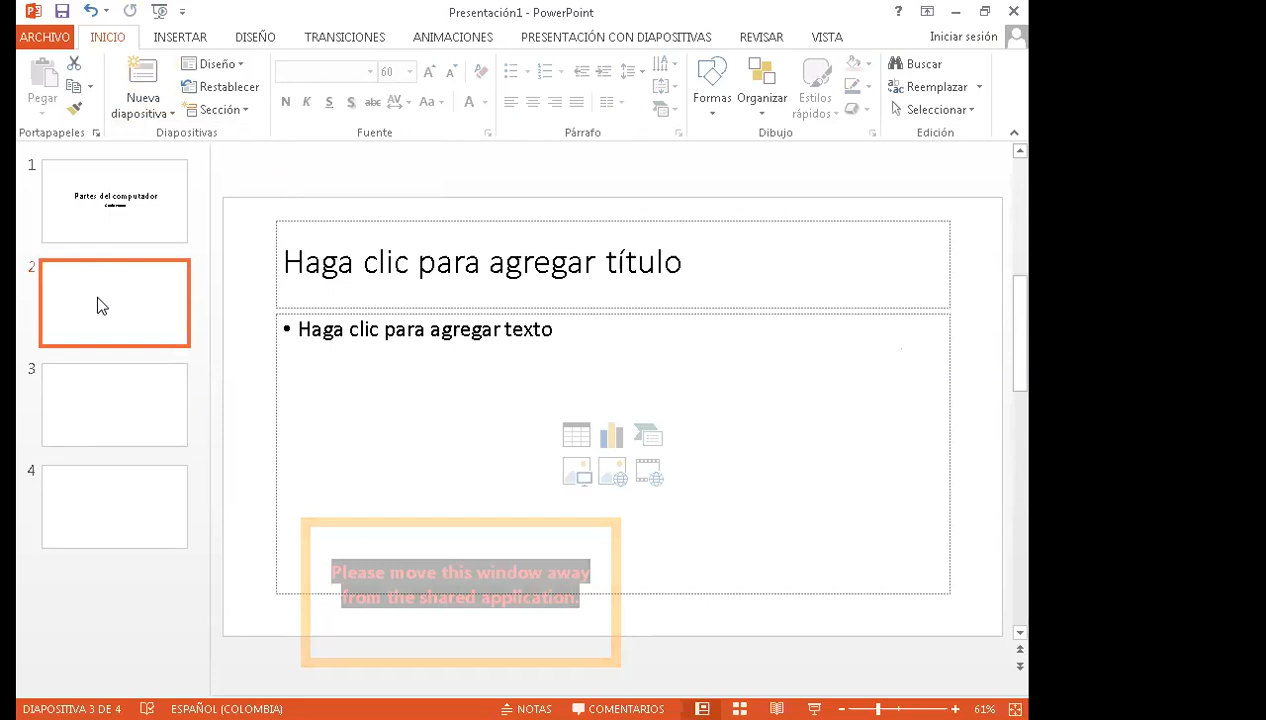 Presentación1 - PowerPoint
?
ARCHIVO INICIO INSERTAR DISEÑO TRANSICIONES ANIMACIONES PRESENTACIÓN CON DIAPOSITIVAS REVISAR VISTA Iniciar sesión
Pegar
Nueva
diapositiva
Diseño
Restablecer
Sección
60
N K S S abc AV Aa A
Formas
Organizar
Estilos
rápidos
Buscar
Reemplazar
Seleccionar
Portapapeles Diapositivas Fuente Párrafo Dibujo Edición
1
Partes del computador
2
3
4
Haga clic para agregar título
• Haga clic para agregar texto
Please move this window away
from the shared application.
DIAPOSITIVA 3 DE 4 ESPAÑOL (COLOMBIA) NOTAS COMENTARIOS 61%